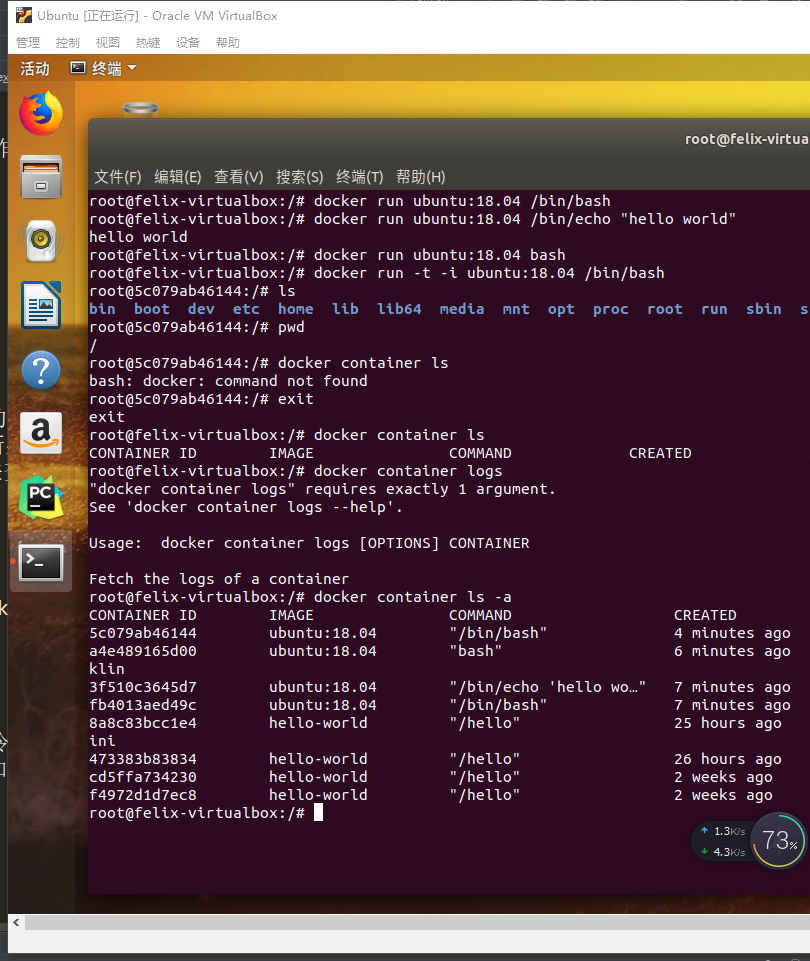 Ubuntu [正在运行] - Oracle VM VirtualBox
管理 控制 视图 热键 设备 帮助
活动 终端
root@felix-virtua
文件(F) 编辑(E) 查看(V) 搜索(S) 终端(T) 帮助(H)
root@felix-virtualbox:/# docker run ubuntu:18.04 /bin/bash
root@felix-virtualbox:/# docker run ubuntu:18.04 /bin/echo "hello world"
hello world
root@felix-virtualbox:/# docker run ubuntu:18.04 bash
root@felix-virtualbox:/# docker run -t -i ubuntu:18.04 /bin/bash
root@5c079ab46144:/# ls
bin boot dev etc home lib lib64 media mnt opt proc root run sbin s
root@5c079ab46144:/# pwd
/
root@5c079ab46144:/# docker container ls
bash: docker: command not found
root@5c079ab46144:/# exit
exit
root@felix-virtualbox:/# docker container ls
CONTAINER ID IMAGE COMMAND CREATED
root@felix-virtualbox:/# docker container logs
"docker container logs" requires exactly 1 argument.
See 'docker container logs --help'.
Usage: docker container logs [OPTIONS] CONTAINER
Fetch the logs of a container
root@felix-virtualbox:/# docker container ls -a
CONTAINER ID IMAGE COMMAND CREATED
5c079ab46144 ubuntu:18.04 "/bin/bash" 4 minutes ago
a4e489165d00 ubuntu:18.04 "bash" 6 minutes ago
klin
3f510c3645d7 ubuntu:18.04 "/bin/echo 'hello wo…" 7 minutes ago
fb4013aed49c ubuntu:18.04 "/bin/bash" 7 minutes ago
8a8c83bcc1e4 hello-world "/hello" 25 hours ago
ini
473383b83834 hello-world "/hello" 26 hours ago
cd5ffa734230 hello-world "/hello" 2 weeks ago
f4972d1d7ec8 hello-world "/hello" 2 weeks ago
root@felix-virtualbox:/#
1.3K/s
73%
4.3K/s
PC